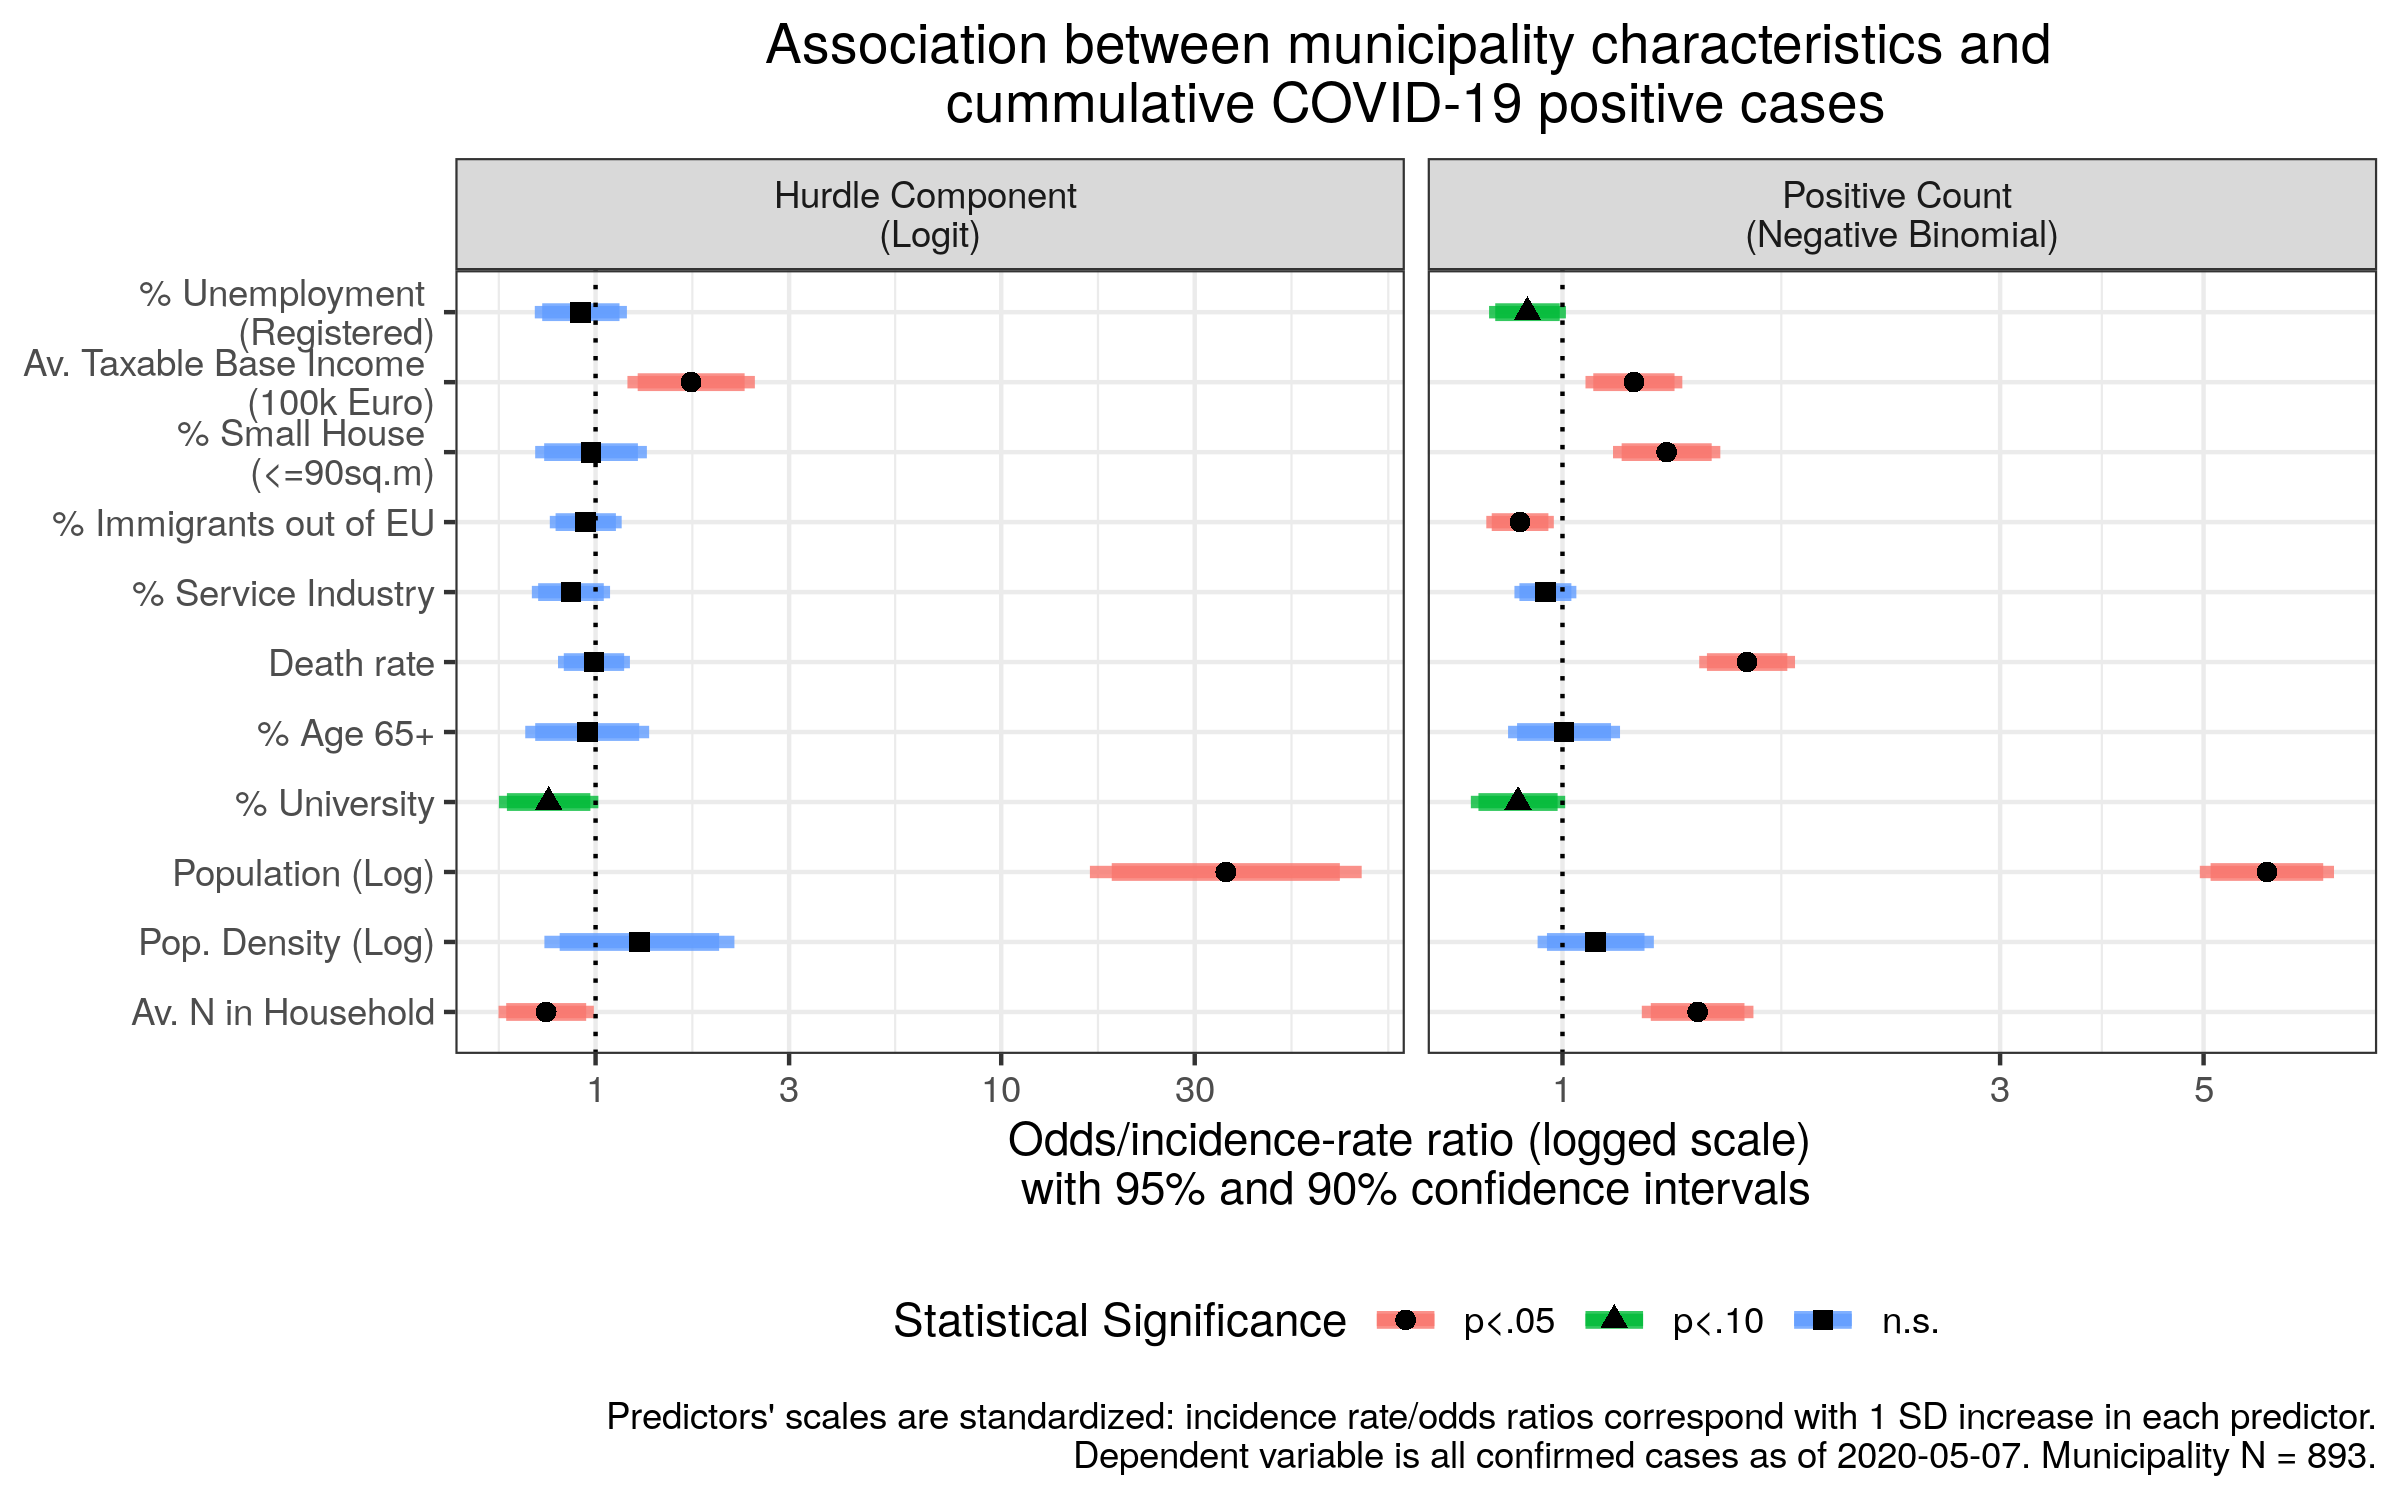 Association between municipality characteristics and
cummulative COVID-19 positive cases
Hurdle Component
(Logit)
Positive Count
(Negative Binomial)
% Unemployment
(Registered)
Av. Taxable Base Income
(100k Euro)
% Small House
(<=90sq.m)
% Immigrants out of EU
% Service Industry
Death rate
% Age 65+
% University
Population (Log)
Pop. Density (Log)
Av. N in Household
1 3 10 30
1 3 5
Odds/incidence-rate ratio (logged scale)
with 95% and 90% confidence intervals
Statistical Significance p<.05 p<.10 n.s.
Predictors' scales are standardized: incidence rate/odds ratios correspond with 1 SD increase in each predictor.
Dependent variable is all confirmed cases as of 2020-05-07. Municipality N = 893.